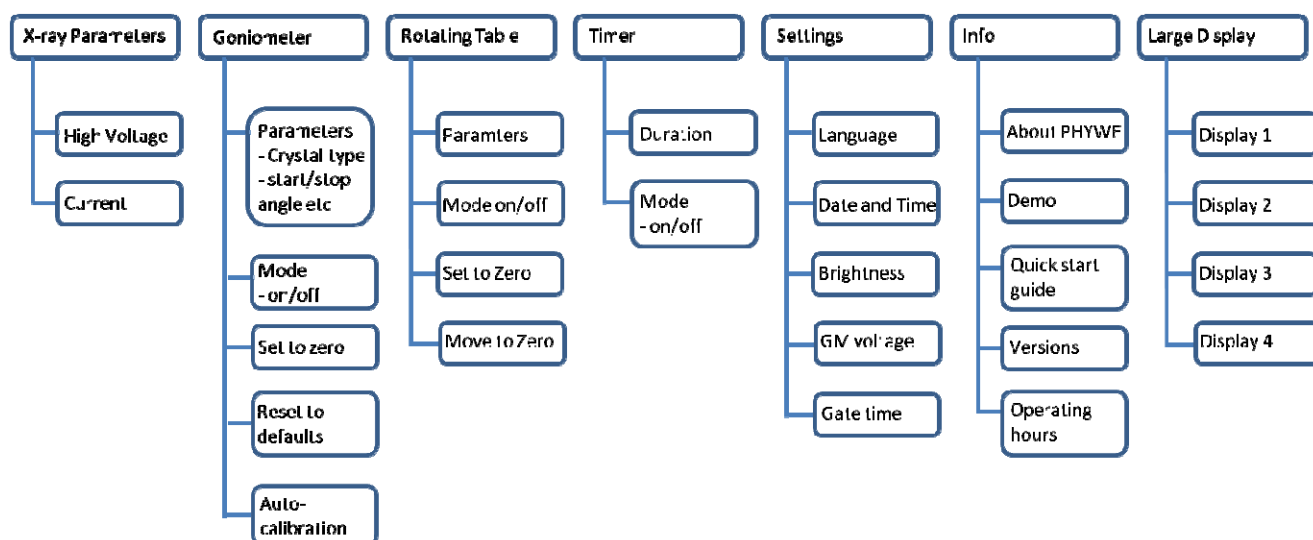 X-ray Parameters
High Voltage
Current
Goniometer
Parameters
- Crystal type
- start/stop
angle etc
Mode
- on/off
Set to zero
Reset to
defaults
Auto-
calibration
Rotating Table
Paramters
Mode on/off
Set to Zero
Move to Zero
Timer
Duration
Mode
- on/off
Settings
Language
Date and Time
Brightness
GM voltage
Gate time
Info
About PHYWE
Demo
Quick start
guide
Versions
Operating
hours
Large Display
Display 1
Display 2
Display 3
Display 4